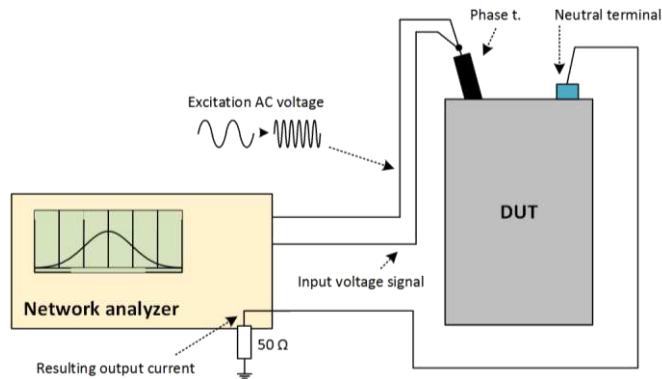 Phase t.
Neutral terminal
Excitation AC voltage
DUT
Input voltage signal
Network analyzer
50 Ω
Resulting output current